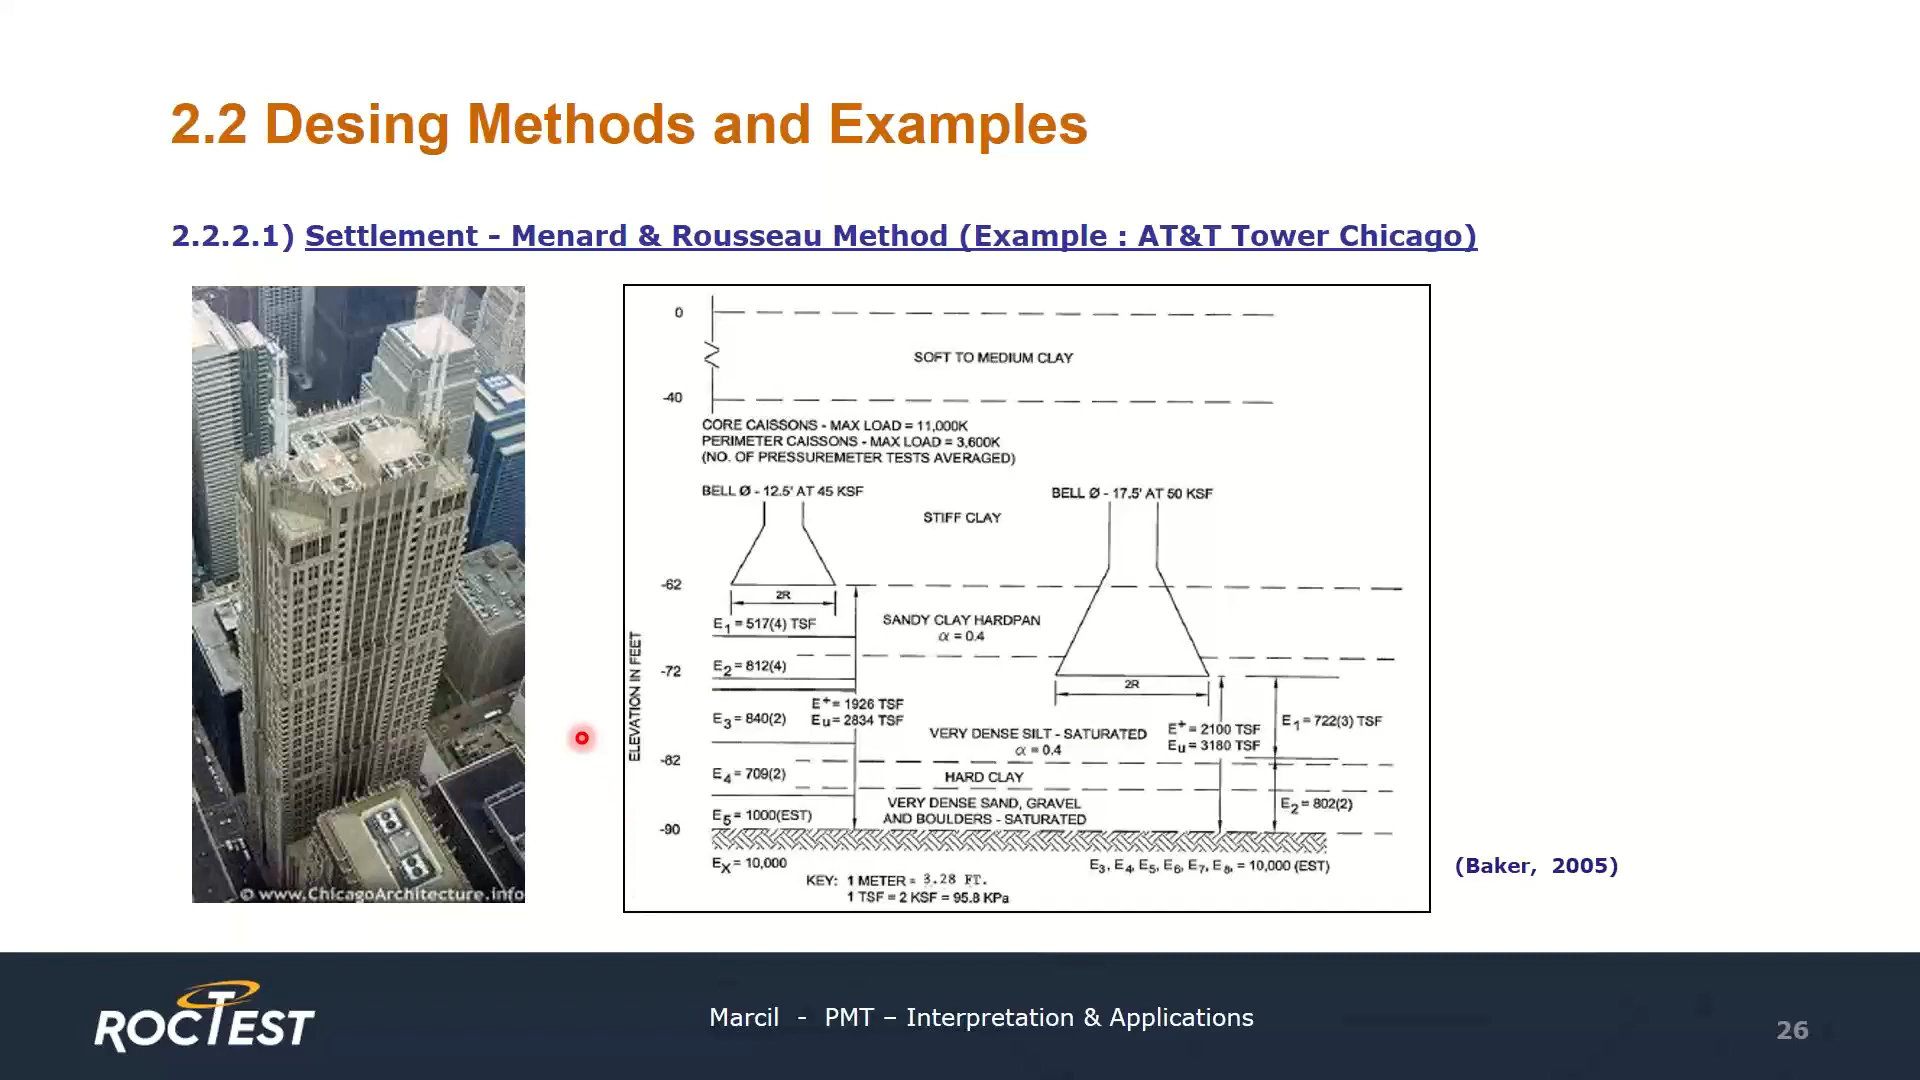 2.2 Desing Methods and Examples
2.2.2.1) Settlement - Menard & Rousseau Method (Example : AT&T Tower Chicago)
© www.ChicagoArchitecture.info
0
SOFT TO MEDIUM CLAY
-40
CORE CAISSONS - MAX LOAD = 11,000K
PERIMETER CAISSONS - MAX LOAD = 3,600K
(NO. OF PRESSUREMETER TESTS AVERAGED)
BELL Ø - 12.5' AT 45 KSF
BELL Ø - 17.5' AT 50 KSF
STIFF CLAY
-62
2R
E1 = 517(4) TSF
SANDY CLAY HARDPAN
α = 0.4
E2 = 812(4)
-72
2R
E+ = 1926 TSF
Eu = 2834 TSF
E3 = 840(2)
ELEVATION IN FEET
VERY DENSE SILT - SATURATED
α = 0.4
E+ = 2100 TSF
Eu = 3180 TSF
E1 = 722(3) TSF
-82
E4 = 709(2)
HARD CLAY
VERY DENSE SAND, GRAVEL
AND BOULDERS - SATURATED
E2 = 802(2)
E5 = 1000(EST)
-90
EX = 10,000
E3, E4, E5, E6, E7, E8, = 10,000 (EST)
KEY: 1 METER = 3.28 FT.
1 TSF = 2 KSF = 95.8 KPa
(Baker, 2005)
ROCTEST
Marcil - PMT – Interpretation & Applications
26